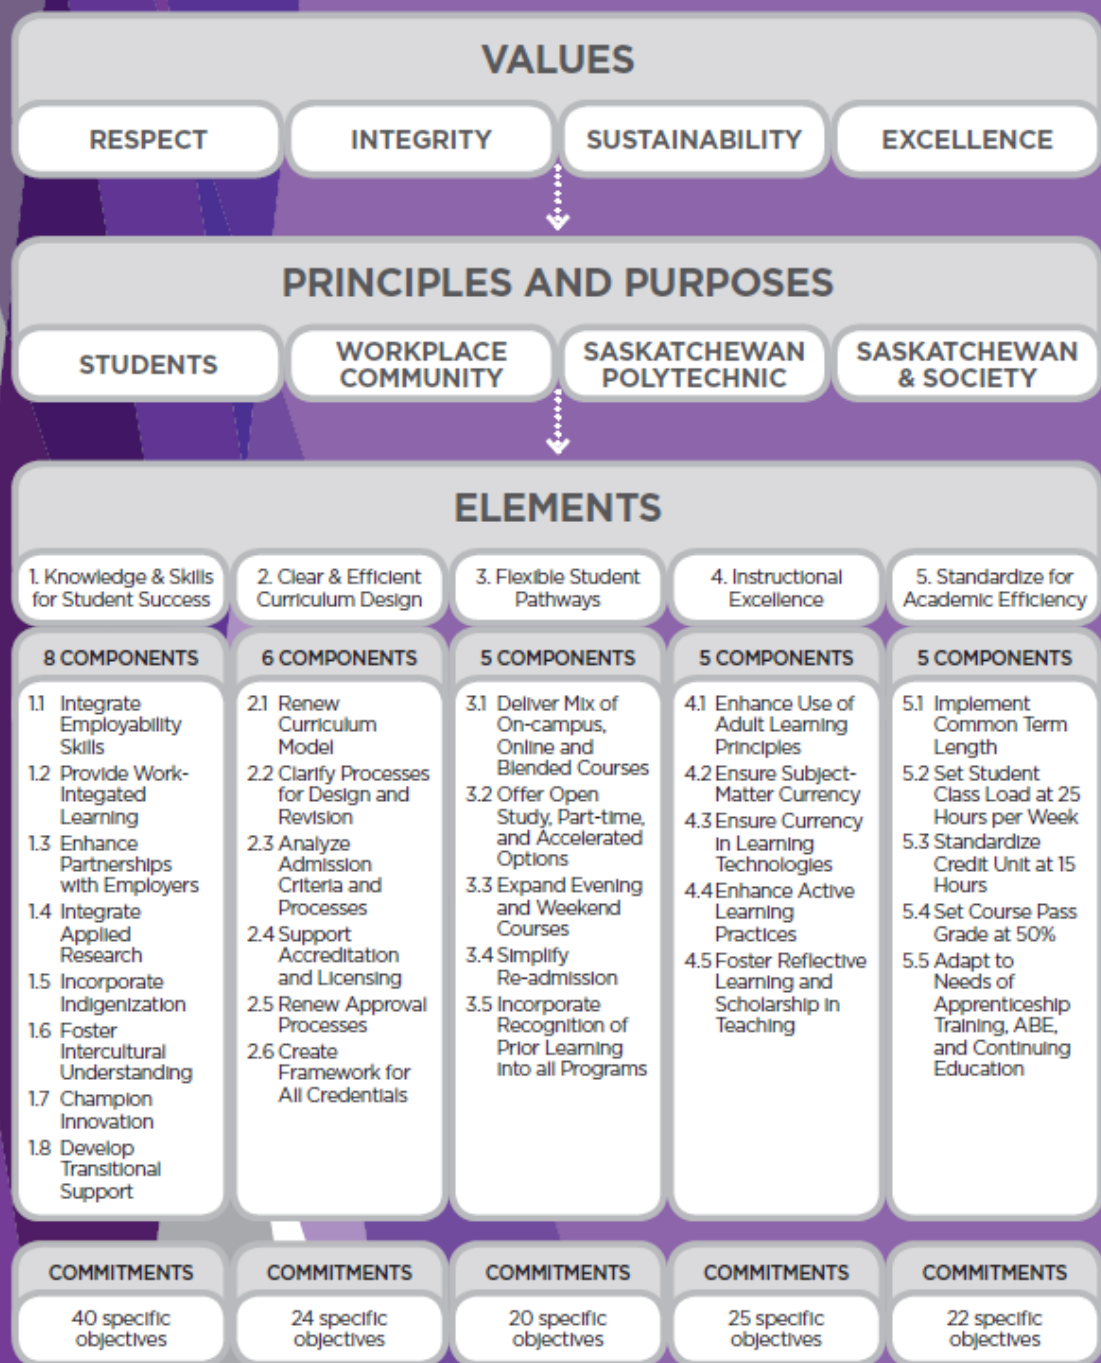 VALUES
RESPECT
INTEGRITY
SUSTAINABILITY
EXCELLENCE
PRINCIPLES AND PURPOSES
STUDENTS
WORKPLACE
COMMUNITY
SASKATCHEWAN
POLYTECHNIC
SASKATCHEWAN
& SOCIETY
ELEMENTS
1. Knowledge & Skills
for Student Success
2. Clear & Efficient
Curriculum Design
3. Flexible Student
Pathways
4. Instructional
Excellence
5. Standardize for
Academic Efficiency
8 COMPONENTS
1.1 Integrate
Employability
Skills
1.2 Provide Work-
Integated
Learning
1.3 Enhance
Partnerships
with Employers
1.4 Integrate
Applied
Research
1.5 Incorporate
Indigenization
1.6 Foster
Intercultural
Understanding
1.7 Champion
Innovation
1.8 Develop
Transitional
Support
6 COMPONENTS
2.1 Renew
Curriculum
Model
2.2 Clarify Processes
for Design and
Revision
2.3 Analyze
Admission
Criteria and
Processes
2.4 Support
Accreditation
and Licensing
2.5 Renew Approval
Processes
2.6 Create
Framework for
All Credentials
5 COMPONENTS
3.1 Deliver Mix of
On-campus,
Online and
Blended Courses
3.2 Offer Open
Study, Part-time,
and Accelerated
Options
3.3 Expand Evening
and Weekend
Courses
3.4 Simplify
Re-admission
3.5 Incorporate
Recognition of
Prior Learning
into all Programs
5 COMPONENTS
4.1 Enhance Use of
Adult Learning
Principles
4.2 Ensure Subject-
Matter Currency
4.3 Ensure Currency
in Learning
Technologies
4.4 Enhance Active
Learning
Practices
4.5 Foster Reflective
Learning and
Scholarship in
Teaching
5 COMPONENTS
5.1 Implement
Common Term
Length
5.2 Set Student
Class Load at 25
Hours per Week
5.3 Standardize
Credit Unit at 15
Hours
5.4 Set Course Pass
Grade at 50%
5.5 Adapt to
Needs of
Apprenticeship
Training, ABE,
and Continuing
Education
COMMITMENTS
40 specific
objectives
COMMITMENTS
24 specific
objectives
COMMITMENTS
20 specific
objectives
COMMITMENTS
25 specific
objectives
COMMITMENTS
22 specific
objectives